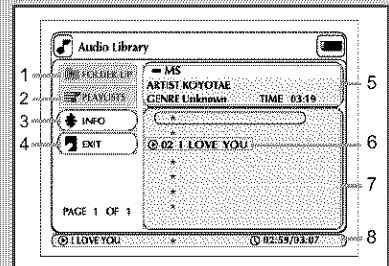 Audio Library
1 FOLDER UP
2 PLAYLISTS
3 INFO
4 EXIT
MS
ARTIST KOYOTAE
GENRE Unknown TIME 03:19
5
02 I LOVE YOU
6
7
PAGE 1 OF 1
I LOVE YOU 02:59/03:07
8